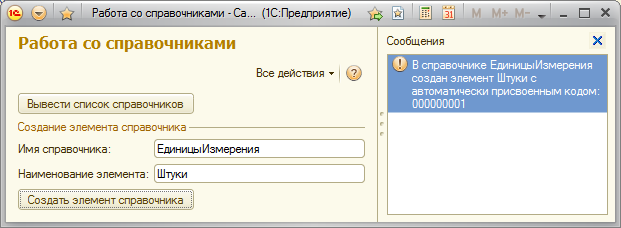 Работа со справочниками - Са... (1С:Предприятие)
M M+ M-
Работа со справочниками
Все действия
Вывести список справочников
Создание элемента справочника
Имя справочника: ЕдиницыИзмерения
Наименование элемента: Штуки
Создать элемент справочника
Сообщения
В справочнике ЕдиницыИзмерения
создан элемент Штуки с
автоматически присвоенным кодом:
000000001